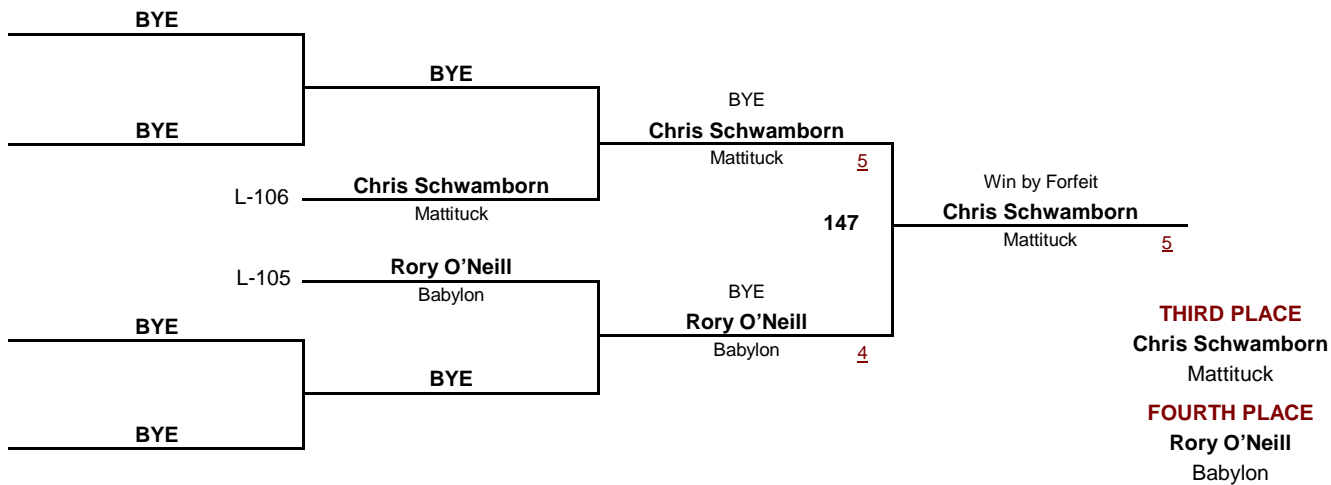 BYE
BYE
BYE
BYE
Chris Schwamborn
Mattituck 5
L-106 Chris Schwamborn
Mattituck
Win by Forfeit
Chris Schwamborn
Mattituck 5
147
L-105 Rory O’Neill
Babylon
BYE
Rory O’Neill
Babylon 4
BYE
BYE
BYE
THIRD PLACE
Chris Schwamborn
Mattituck
FOURTH PLACE
Rory O’Neill
Babylon